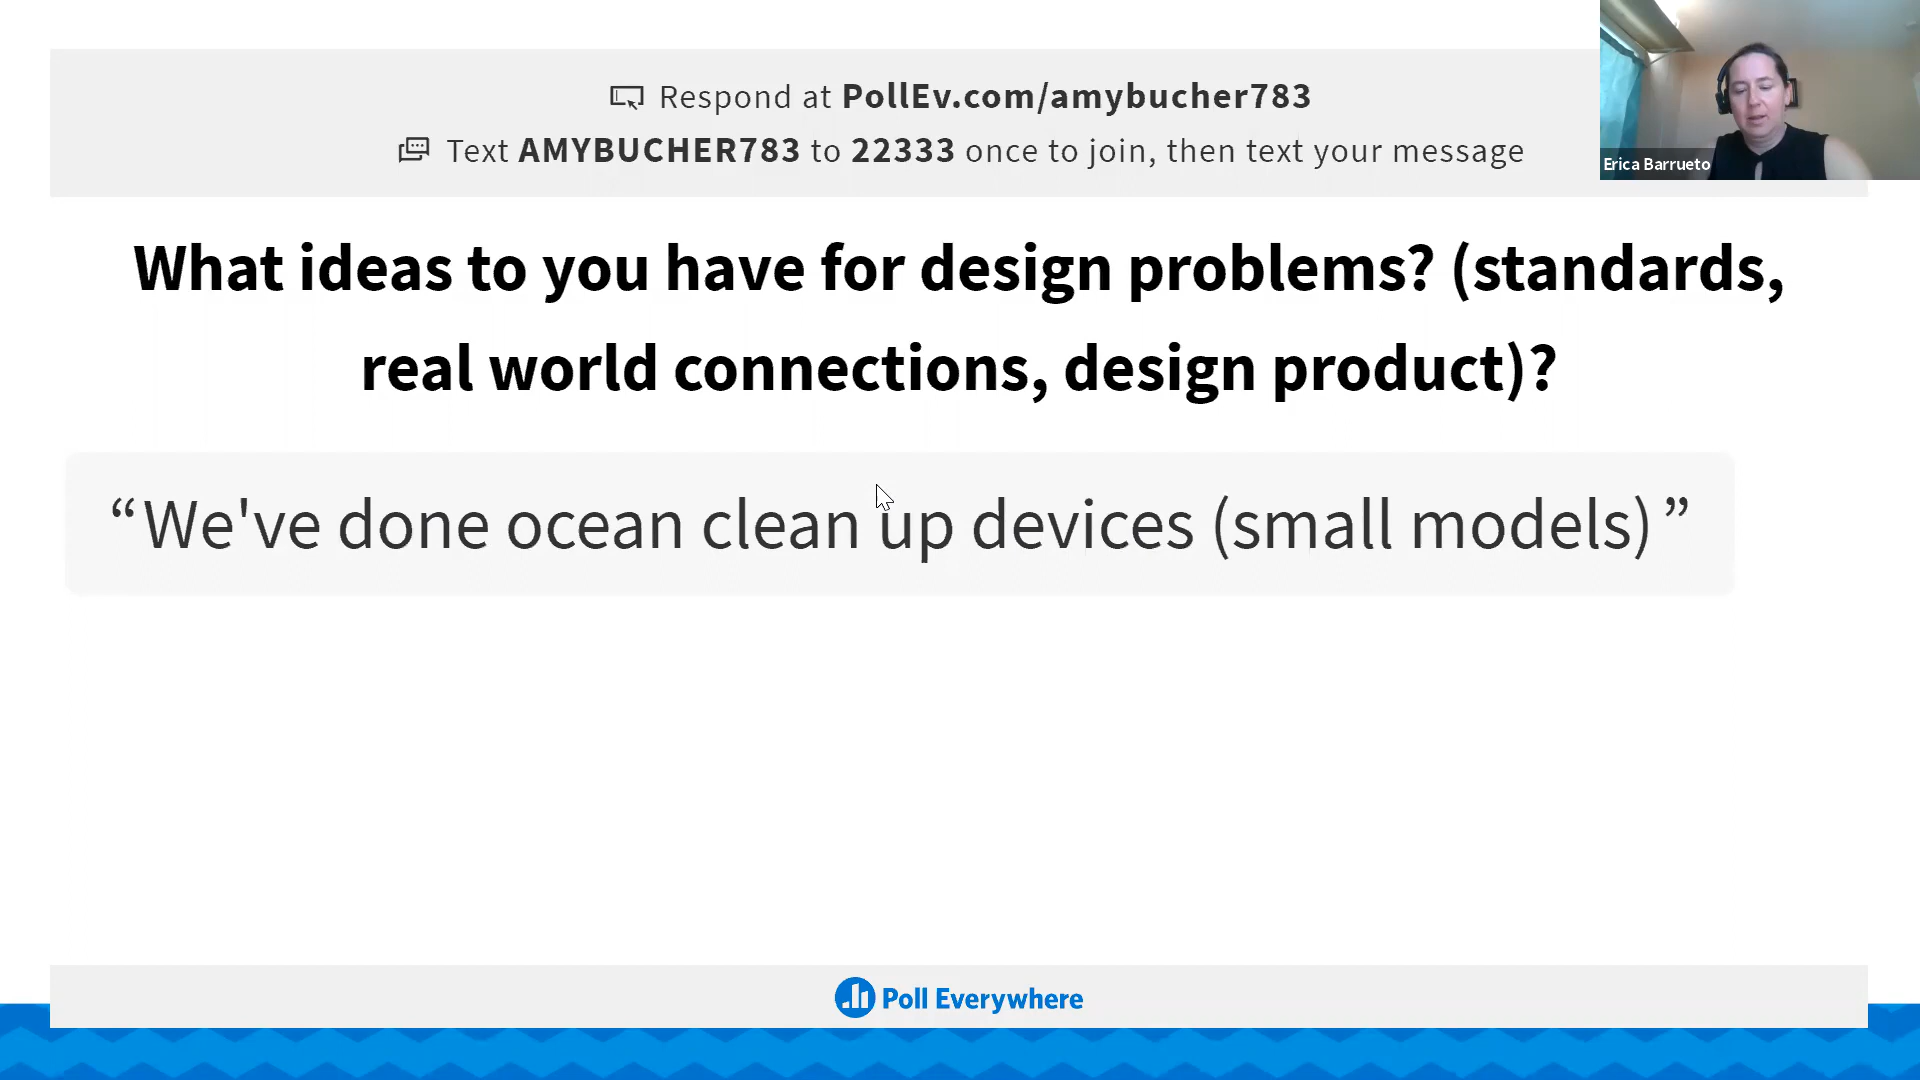 Respond at PollEv.com/amybucher783
Text AMYBUCHER783 to 22333 once to join, then text your message
Erica Barrueto
What ideas to you have for design problems? (standards,
real world connections, design product)?
“We've done ocean clean up devices (small models)”
Poll Everywhere